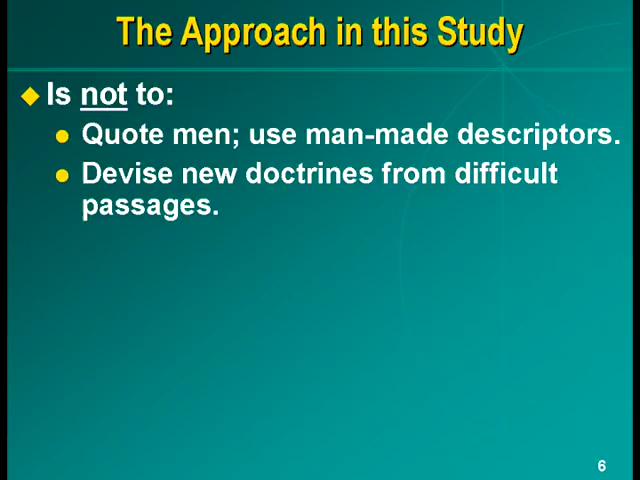 The Approach in this Study
Is not to:
Quote men; use man-made descriptors.
Devise new doctrines from difficult
passages.
6